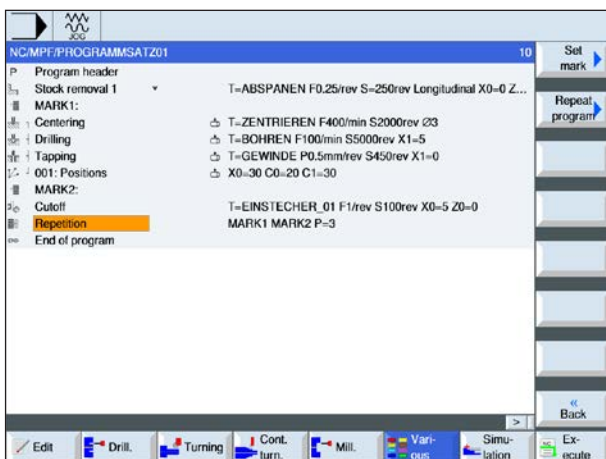 JOG
NC/MPF/PROGRAMMSATZ01 10
P Program header
Stock removal 1 T=ABSPANEN F0.25/rev S=250rev Longitudinal X0=0 Z...
MARK1:
Centering T=ZENTRIEREN F400/min S2000rev Ø3
Drilling T=BOHREN F100/min S5000rev X1=5
Tapping T=GEWINDE P0.5mm/rev S450rev X1=0
001: Positions X0=30 C0=20 C1=30
MARK2:
Cutoff T=EINSTECHER_01 F1/rev S100rev X0=5 Z0=0
Repetition MARK1 MARK2 P=3
END End of program
Set
mark
Repeat
program
«
Back
>
Edit
Drill.
Turning
Cont.
turn.
Mill.
Vari-
ous
Simu-
lation
NC
Ex-
ecute